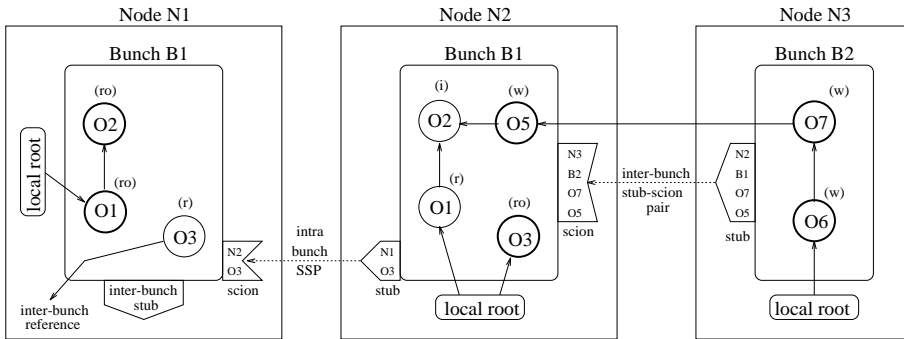 Node N1
Bunch B1
(ro)
O2
(ro)
O1
local root
(r)
O3
inter-bunch
reference
inter-bunch
stub
N2
O3
scion
intra
bunch
SSP
Node N2
Bunch B1
(i)
O2
(w)
O5
(r)
O1
(ro)
O3
N1
O3
stub
local root
N3
B2
O7
O5
scion
inter-bunch
stub-scion
pair
Node N3
Bunch B2
(w)
O7
(w)
O6
N2
B1
O7
O5
stub
local root